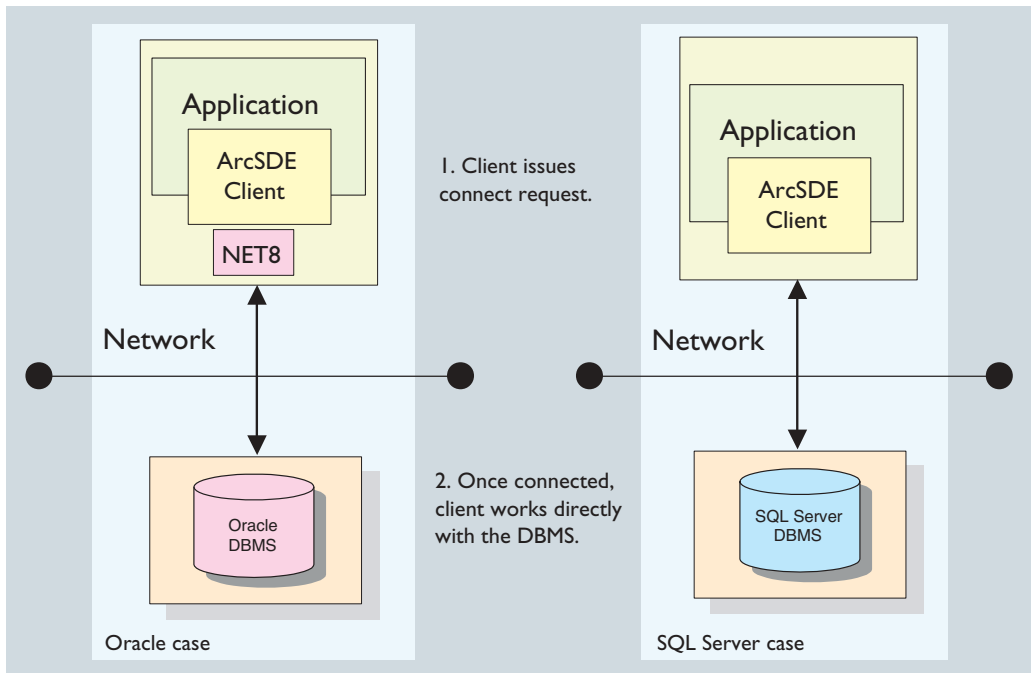 Application
ArcSDE
Client
NET8
Network
Oracle
DBMS
Oracle case
1. Client issues
connect request.
2. Once connected,
client works directly
with the DBMS.
Application
ArcSDE
Client
Network
SQL Server
DBMS
SQL Server case